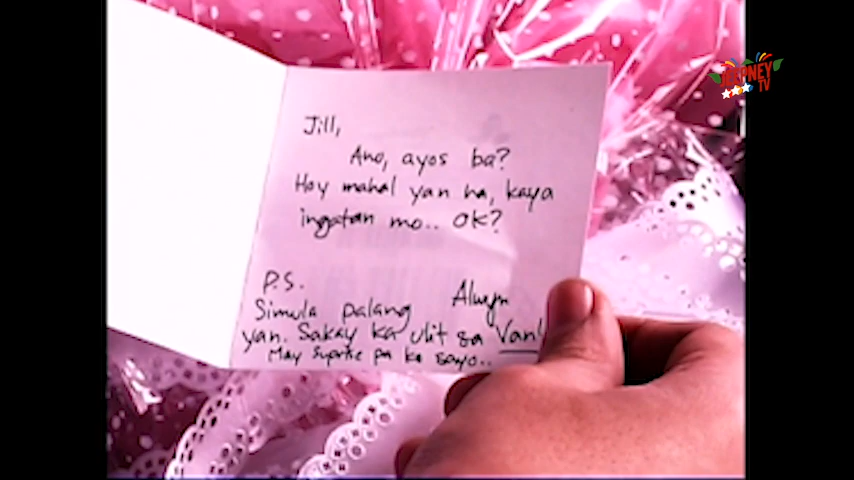 JEEPNEY
TV
Jill,
Ano, ayos ba?
Hoy mahal yan ha, kaya
ingatan mo.. OK?
Alwyn
P.S.
Simula palang
yan. Sakay ka ulit sa Van!
May suprise pa ko sayo..